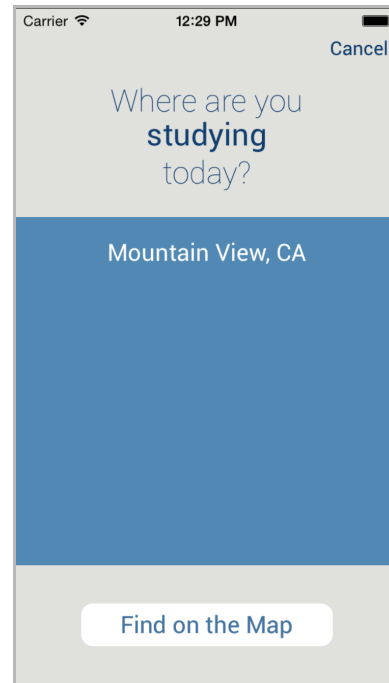 Carrier 12:29 PM
Cancel
Where are you
studying
today?
Mountain View, CA
Find on the Map